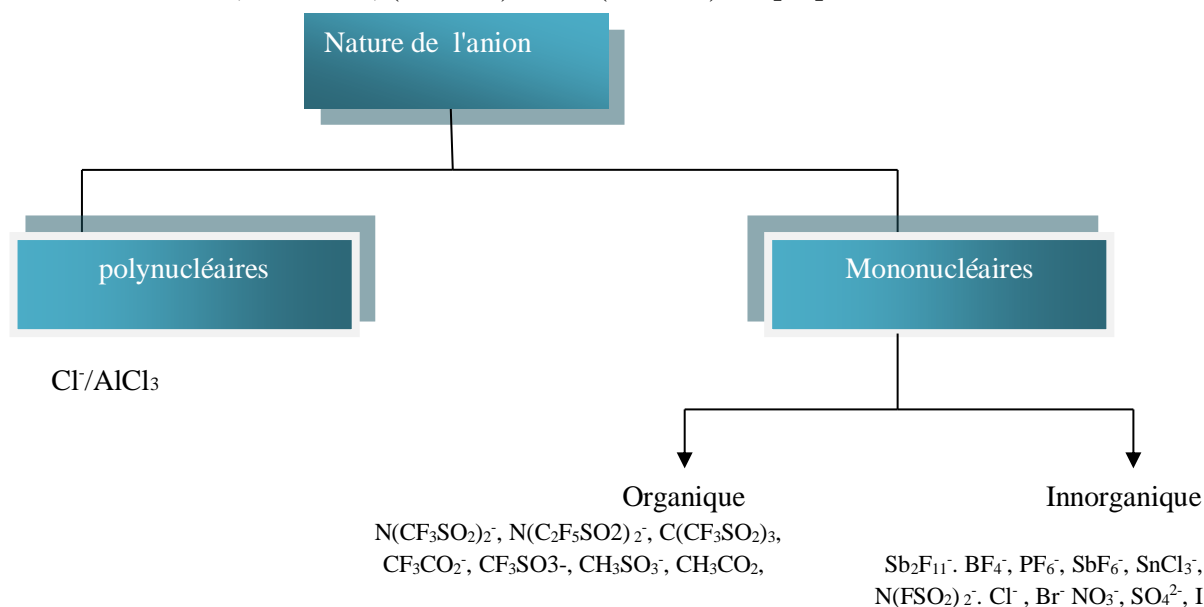 Nature de l'anion
polynucléaires
Mononucléaires
Cl⁻/AlCl₃
Organique
N(CF₃SO₂)₂⁻, N(C₂F₅SO2) ₂⁻, C(CF₃SO₂)₃,
CF₃CO₂⁻, CF₃SO3-, CH₃SO₃⁻, CH₃CO₂,
Innorganique
Sb₂F₁₁⁻. BF₄⁻, PF₆⁻, SbF₆⁻, SnCl₃⁻,
N(FSO₂) ₂⁻. Cl⁻ , Br⁻ NO₃⁻, SO₄²⁻,